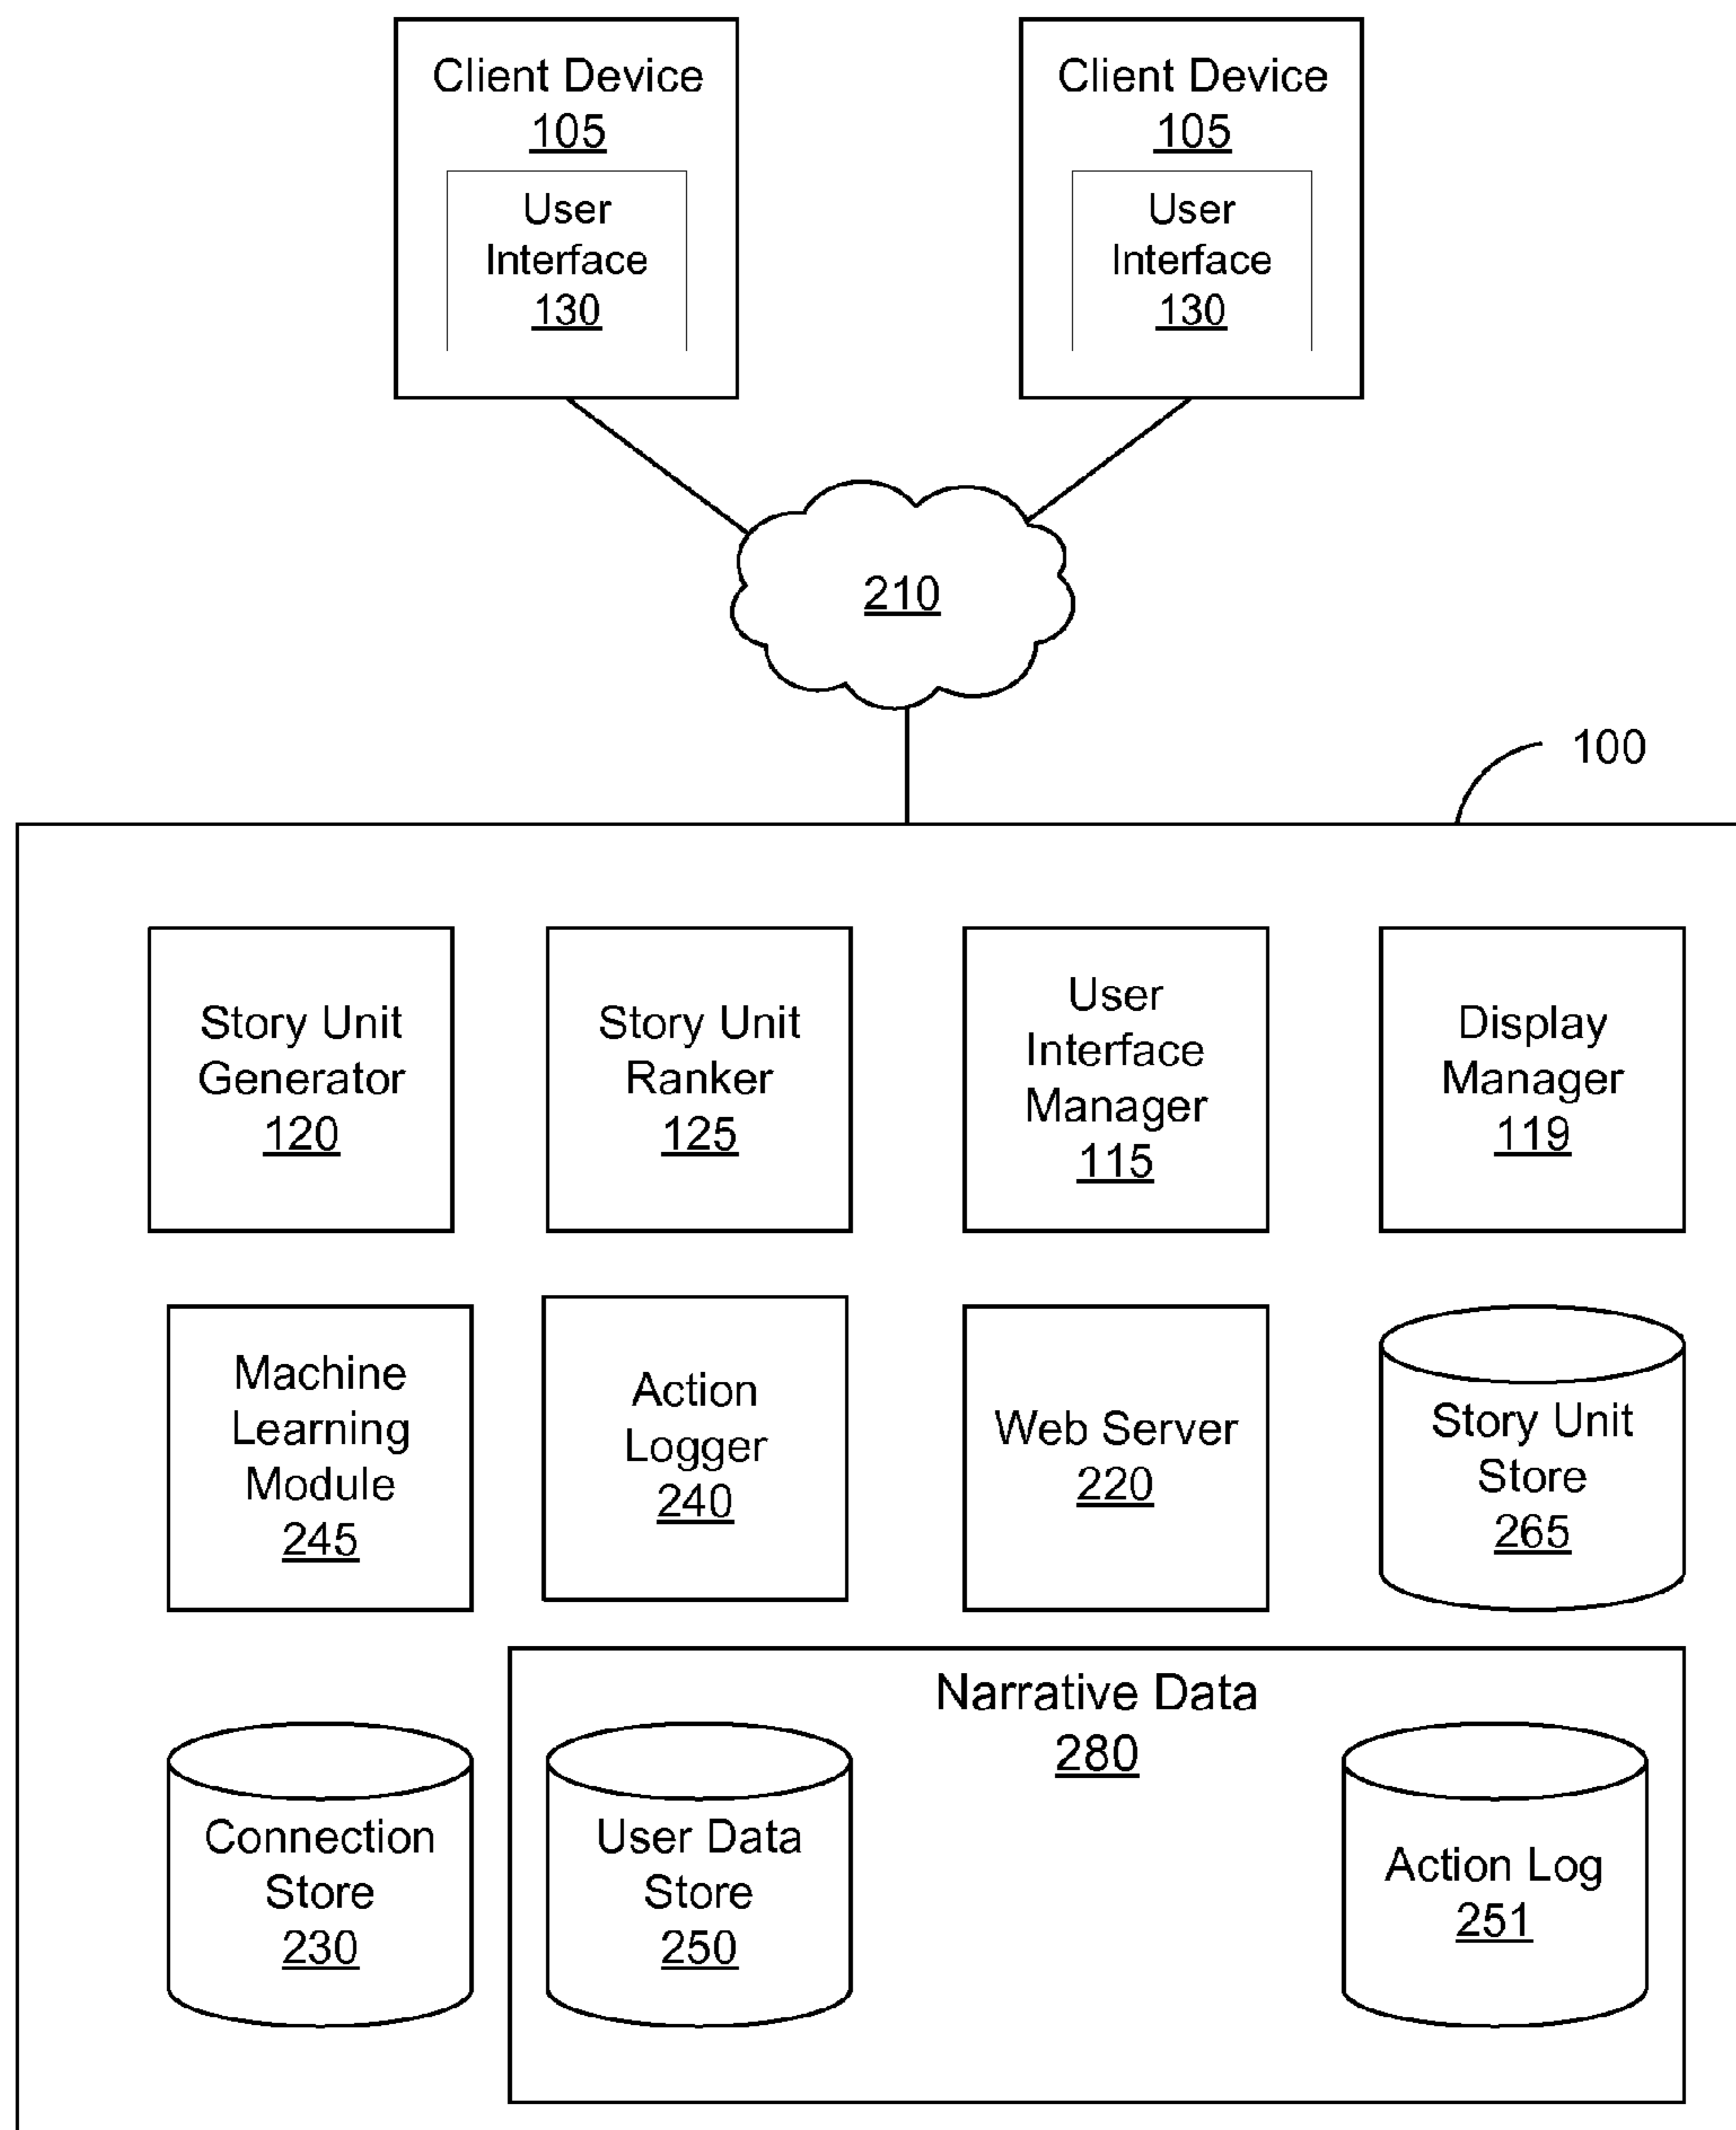 Client Device
105
User
Interface
130
Client Device
105
User
Interface
130
210
100
Story Unit
Generator
120
Story Unit
Ranker
125
User
Interface
Manager
115
Display
Manager
119
Machine
Learning
Module
245
Action
Logger
240
Web Server
220
Story Unit
Store
265
Narrative Data
280
Connection
Store
230
User Data
Store
250
Action Log
251